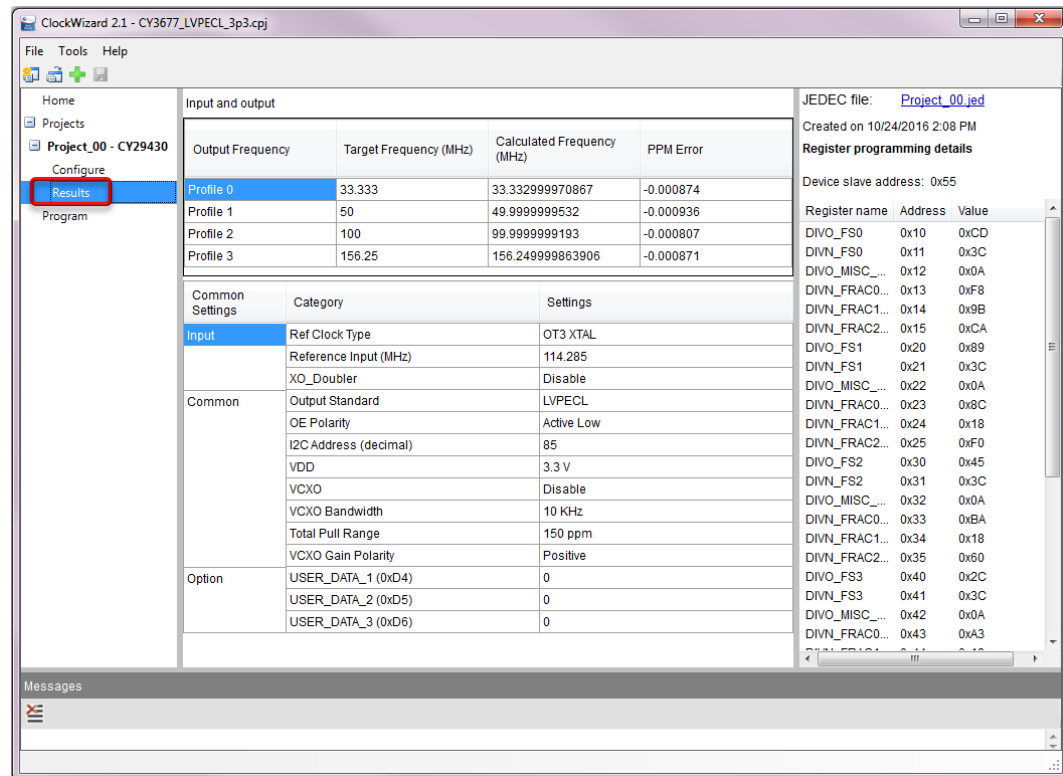 ClockWizard 2.1 - CY3677_LVPECL_3p3.cpj
File Tools Help
Home
Projects
Project_00 - CY29430
Configure
Results
Program
Input and output
Output Frequency Target Frequency (MHz) Calculated Frequency (MHz) PPM Error
Profile 0 33.333 33.332999970867 -0.000874
Profile 1 50 49.9999999532 -0.000936
Profile 2 100 99.9999999193 -0.000807
Profile 3 156.25 156.249999863906 -0.000871
Common Settings Category Settings
Input Ref Clock Type OT3 XTAL
Reference Input (MHz) 114.285
XO_Doubler Disable
Common Output Standard LVPECL
OE Polarity Active Low
I2C Address (decimal) 85
VDD 3.3 V
VCXO Disable
VCXO Bandwidth 10 KHz
Total Pull Range 150 ppm
VCXO Gain Polarity Positive
Option USER_DATA_1 (0xD4) 0
USER_DATA_2 (0xD5) 0
USER_DATA_3 (0xD6) 0
JEDEC file: Project_00.jed
Created on 10/24/2016 2:08 PM
Register programming details
Device slave address: 0x55
Register name Address Value
DIVO_FS0 0x10 0xCD
DIVN_FS0 0x11 0x3C
DIVO_MISC_... 0x12 0x0A
DIVN_FRAC0... 0x13 0xF8
DIVN_FRAC1... 0x14 0x9B
DIVN_FRAC2... 0x15 0xCA
DIVO_FS1 0x20 0x89
DIVN_FS1 0x21 0x3C
DIVO_MISC_... 0x22 0x0A
DIVN_FRAC0... 0x23 0x8C
DIVN_FRAC1... 0x24 0x18
DIVN_FRAC2... 0x25 0xF0
DIVO_FS2 0x30 0x45
DIVN_FS2 0x31 0x3C
DIVO_MISC_... 0x32 0x0A
DIVN_FRAC0... 0x33 0xBA
DIVN_FRAC1... 0x34 0x18
DIVN_FRAC2... 0x35 0x60
DIVO_FS3 0x40 0x2C
DIVN_FS3 0x41 0x3C
DIVO_MISC_... 0x42 0x0A
DIVN_FRAC0... 0x43 0xA3
Messages